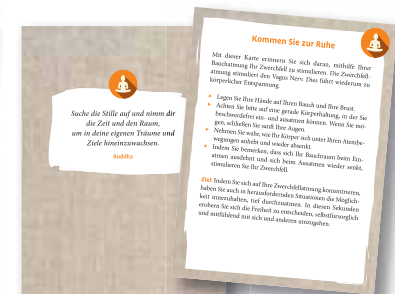 Suche die Stille auf und nimm dir
die Zeit und den Raum,
um in deine eigenen Träume und
Ziele hineinzuwachsen.
Buddha
Kommen Sie zur Ruhe
Mit dieser Karte erinnern Sie sich daran, mithilfe Ihrer
Bauchatmung Ihr Zwerchfell zu stimulieren. Die Zwerchfell-
atmung stimuliert den Vagus Nerv. Dies führt wiederum zu
körperlicher Entspannung.
Legen Sie Ihre Hände auf Ihren Bauch und Ihre Brust.
Achten Sie bitte auf eine gerade Körperhaltung, in der Sie
beschwerdefrei ein- und ausatmen können. Wenn Sie mö-
gen, schließen Sie sanft Ihre Augen.
Nehmen Sie wahr, wie Ihr Körper sich unter Ihren Atembe-
wegungen anhebt und wieder absenkt.
Indem Sie bemerken, dass sich Ihr Bauchraum beim Ein-
atmen ausdehnt und sich beim Ausatmen wieder senkt,
stimulieren Sie Ihr Zwerchfell.
Ziel: Indem Sie sich auf Ihre Zwerchfellatmung konzentrieren,
haben Sie auch in herausfordernden Situationen die Möglich-
keit innezuhalten, tief durchzuatmen. In diesen Sekunden
erobern Sie sich die Freiheit zu entscheiden, selbstfürsorglich
und mitfühlend mit sich und anderen umzugehen.